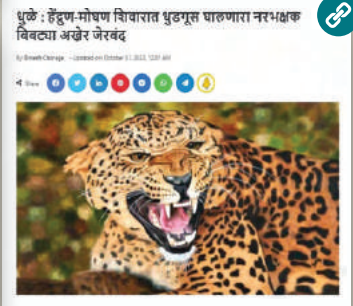 धुळे : हेंद्रुण-मोघण शिवारात धुडगूस घालणारा नरभक्षक
बिबट्या अखेर जेरबंद
Share